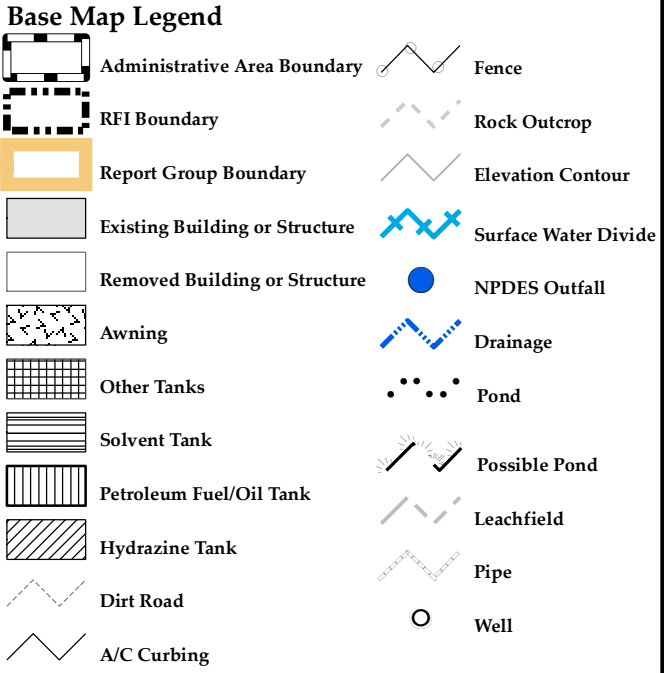 Base Map Legend
Administrative Area Boundary
RFI Boundary
Report Group Boundary
Existing Building or Structure
Removed Building or Structure
Awning
Other Tanks
Solvent Tank
Petroleum Fuel/Oil Tank
Hydrazine Tank
Dirt Road
A/C Curbing
Fence
Rock Outcrop
Elevation Contour
Surface Water Divide
NPDES Outfall
Drainage
Pond
Possible Pond
Leachfield
Pipe
Well